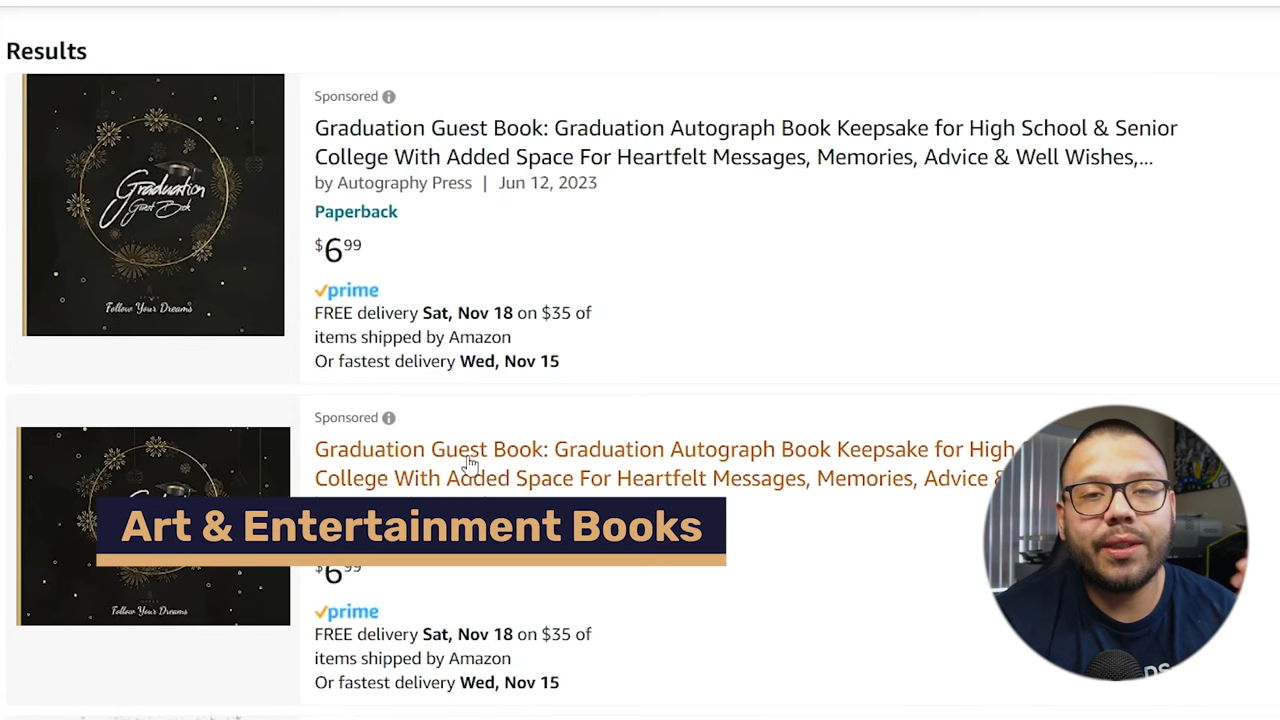 Results
Sponsored
Graduation Guest Book: Graduation Autograph Book Keepsake for High School & Senior
College With Added Space For Heartfelt Messages, Memories, Advice & Well Wishes,...
by Autography Press | Jun 12, 2023
Paperback
$6 99
prime
FREE delivery Sat, Nov 18 on $35 of
items shipped by Amazon
Or fastest delivery Wed, Nov 15
Graduation
Guest Book
Follow Your Dreams
Sponsored
Graduation Guest Book: Graduation Autograph Book Keepsake for High
College With Added Space For Heartfelt Messages, Memories, Advice &
Art & Entertainment Books
$6 99
prime
FREE delivery Sat, Nov 18 on $35 of
items shipped by Amazon
Or fastest delivery Wed, Nov 15
Follow Your Dreams